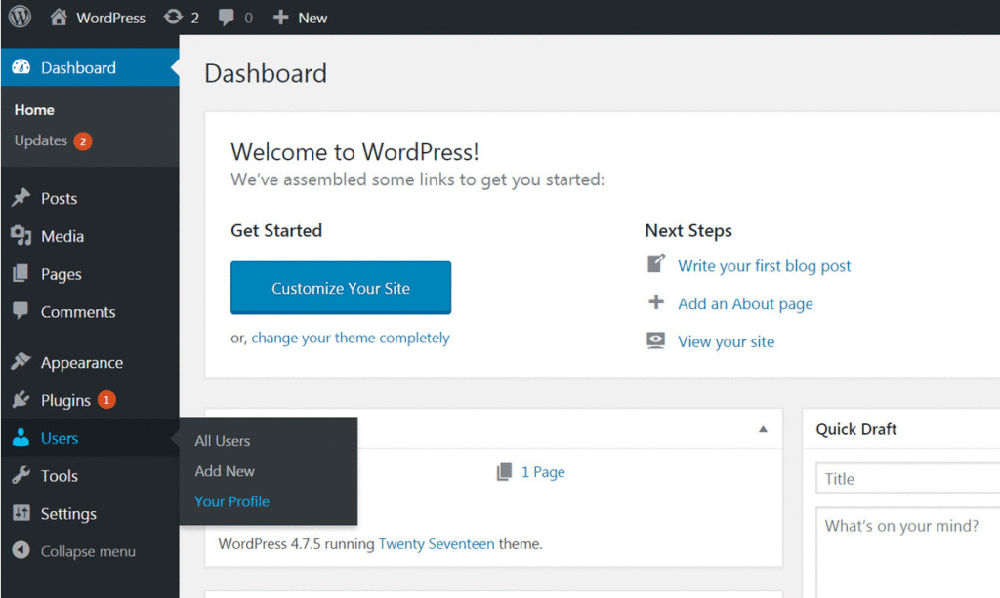 WordPress 2 0 New
Dashboard
Home
Updates 2
Posts
Media
Pages
Comments
Appearance
Plugins 1
Users
Tools
Settings
Collapse menu
All Users
Add New
Your Profile
Dashboard
Welcome to WordPress!
We've assembled some links to get you started:
Get Started
Customize Your Site
or, change your theme completely
Next Steps
Write your first blog post
Add an About page
View your site
1 Page
WordPress 4.7.5 running Twenty Seventeen theme.
Quick Draft
Title
What's on your mind?